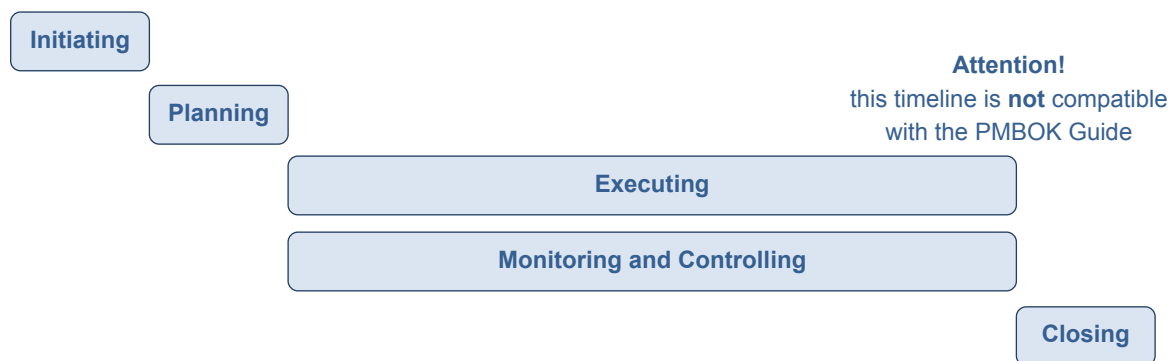 Initiating
Attention!
this timeline is not compatible
with the PMBOK Guide
Planning
Executing
Monitoring and Controlling
Closing